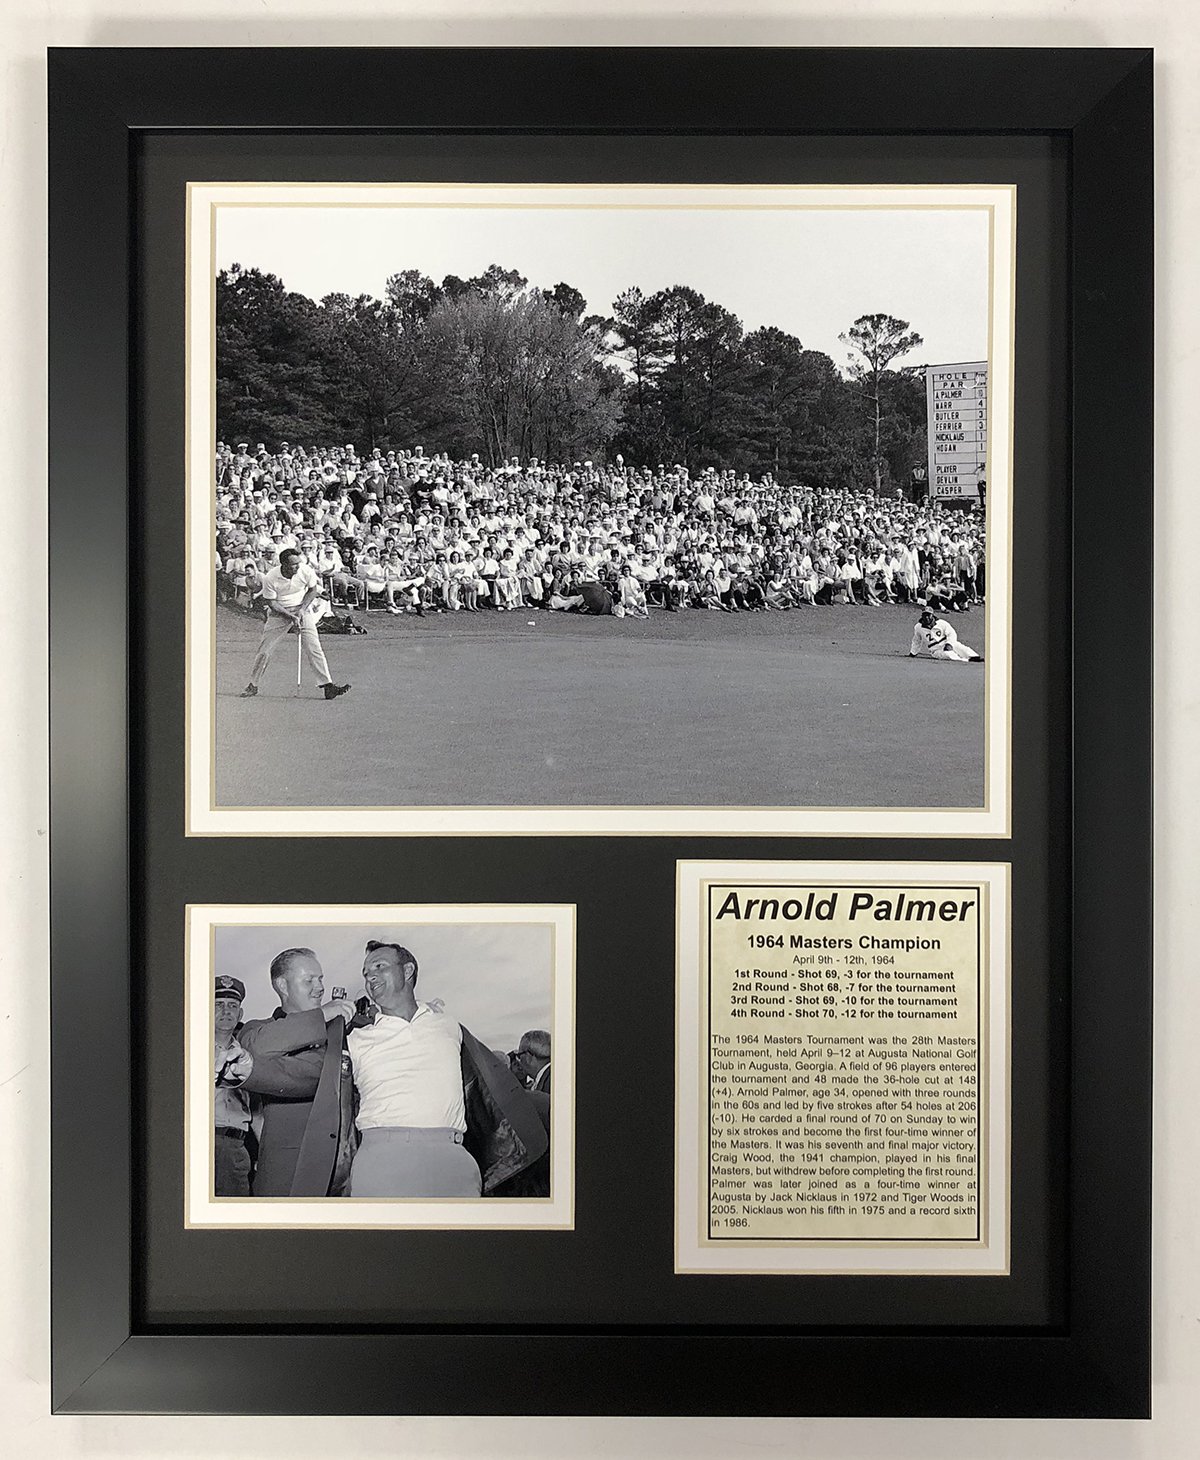 HOLE
PAR
A. PALMER 6
MARR 4
BUTLER 3
FERRIER 3
NICKLAUS 1
HOGAN 1
PLAYER
DEVLIN
CASPER
Arnold Palmer
1964 Masters Champion
April 9th - 12th, 1964
1st Round - Shot 69, -3 for the tournament
2nd Round - Shot 68, -7 for the tournament
3rd Round - Shot 69, -10 for the tournament
4th Round - Shot 70, -12 for the tournament
The 1964 Masters Tournament was the 28th Masters
Tournament, held April 9–12 at Augusta National Golf
Club in Augusta, Georgia. A field of 96 players entered
the tournament and 48 made the 36-hole cut at 148
(+4). Arnold Palmer, age 34, opened with three rounds
in the 60s and led by five strokes after 54 holes at 206
(-10). He carded a final round of 70 on Sunday to win
by six strokes and become the first four-time winner of
the Masters. It was his seventh and final major victory.
Craig Wood, the 1941 champion, played in his final
Masters, but withdrew before completing the first round.
Palmer was later joined as a four-time winner at
Augusta by Jack Nicklaus in 1972 and Tiger Woods in
2005. Nicklaus won his fifth in 1975 and a record sixth
in 1986.